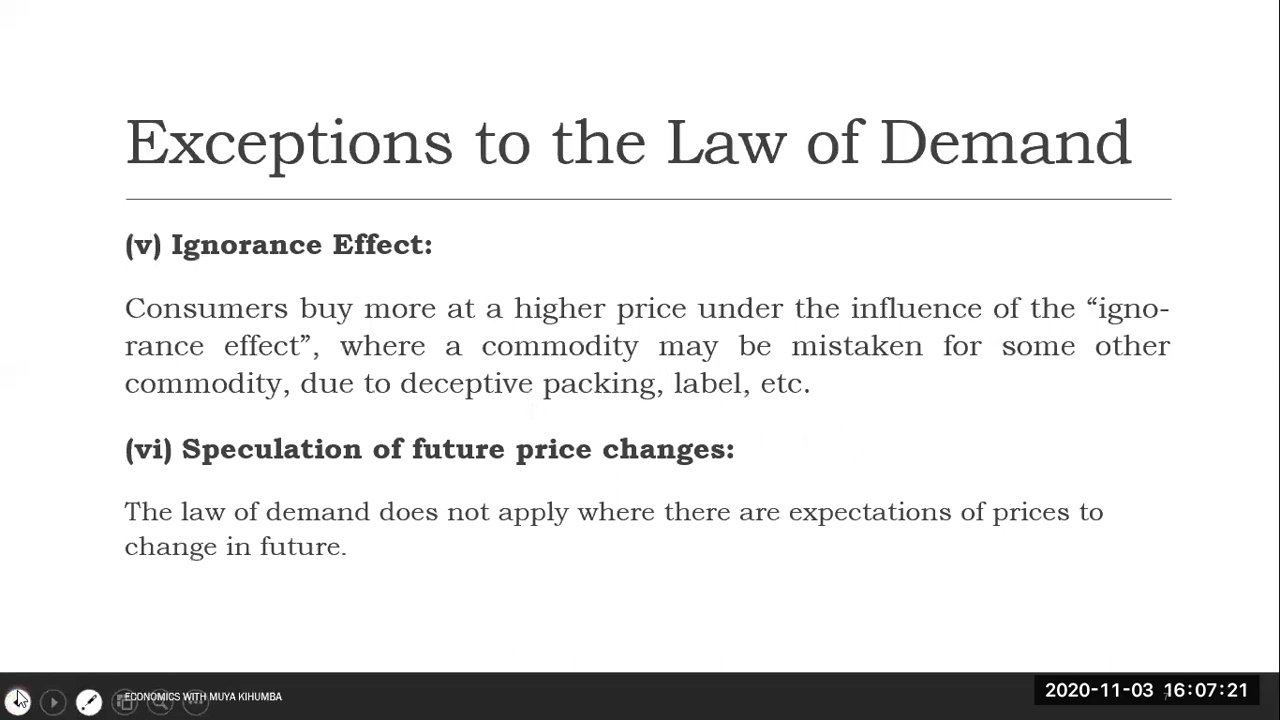 Exceptions to the Law of Demand
(v) Ignorance Effect:
Consumers buy more at a higher price under the influence of the “igno-
rance effect”, where a commodity may be mistaken for some other
commodity, due to deceptive packing, label, etc.
(vi) Speculation of future price changes:
The law of demand does not apply where there are expectations of prices to
change in future.
ECONOMICS WITH MUYA KIHUMBA
2020-11-03 16:07:21